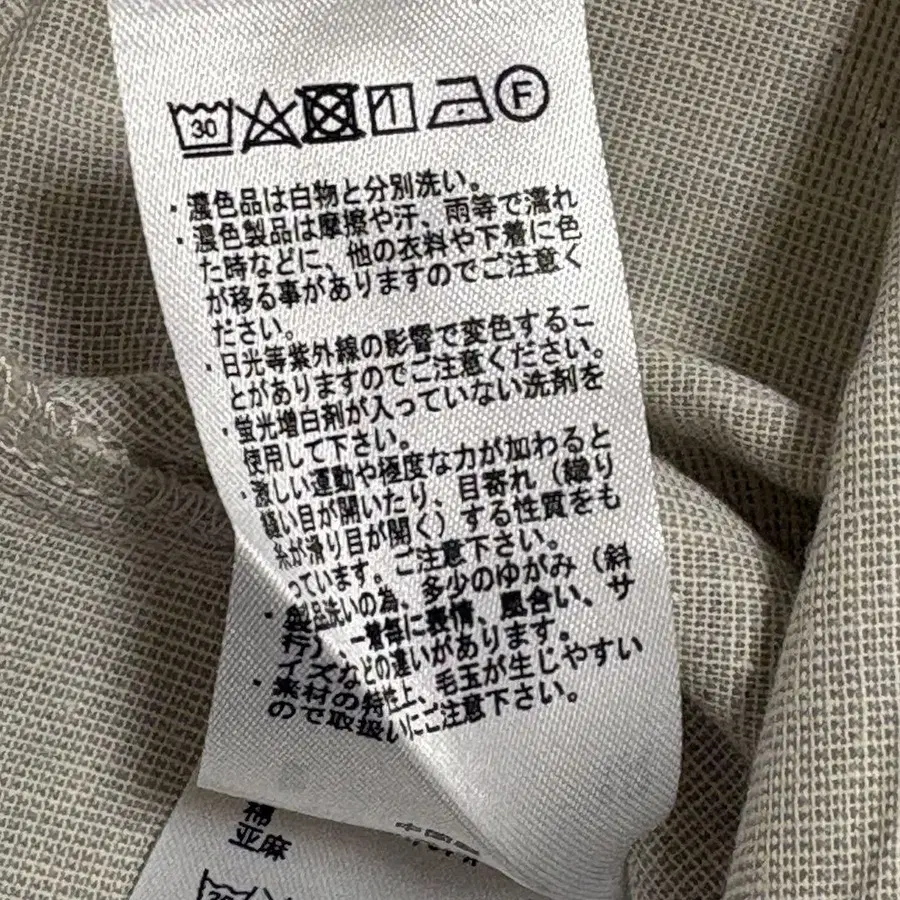 30
F
・濃色品は白物と分別洗い。
・濃色製品は摩擦や汗、雨等で濡れ
た時などに、他の衣料や下着に色
が移る事がありますのでご注意く
ださい。
・日光等紫外線の影響で変色するこ
とがありますのでご注意ください。
・蛍光増白剤が入っていない洗剤を
使用して下さい。
・激しい運動や極度な力が加わると
縫い目が開いたり、目寄れ（織り
糸が滑り目が開く）する性質をも
っています。ご注意下さい。
・製品洗いの為、多少のゆがみ（斜
行）、一着毎に表情、風合い、サ
イズなどの違いがあります。
・素材の特性上、毛玉が生じやすい
ので取扱いにご注意下さい。
棉
亚麻
中国